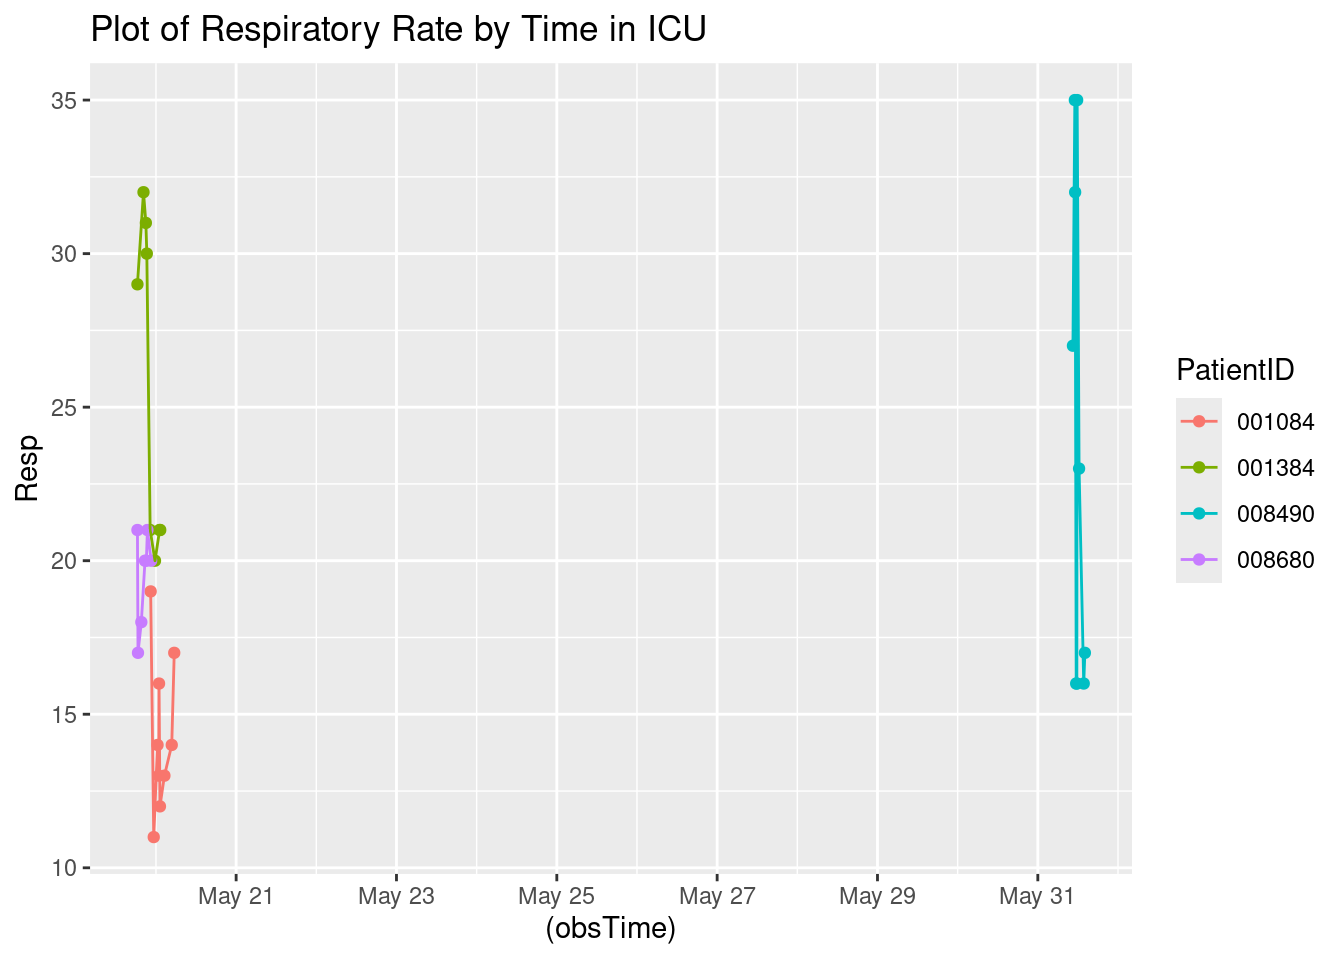 Plot of Respiratory Rate by Time in ICU
35
30
25
20
15
10
Resp
May 21 May 23 May 25 May 27 May 29 May 31
(obsTime)
PatientID
001084
001384
008490
008680